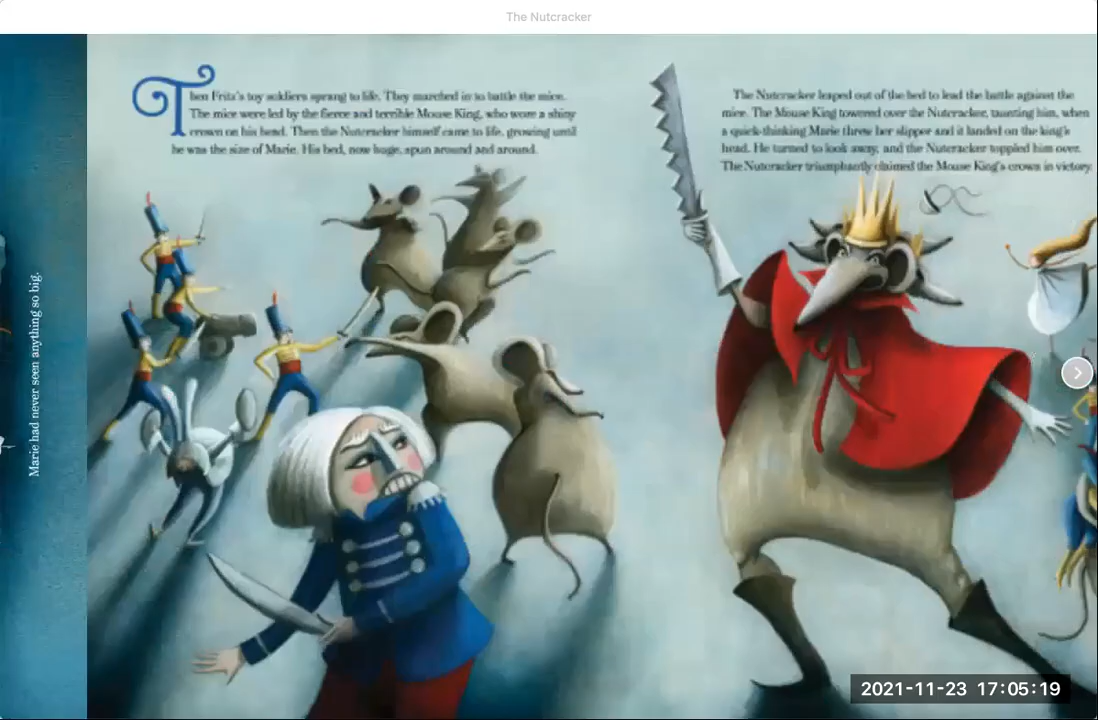 The Nutcracker
Marie had never seen anything so big.
Then Fritz's toy soldiers sprang to life. They marched in to battle the mice.
The mice were led by the fierce and terrible Mouse King, who wore a shiny
crown on his head. Then the Nutcracker himself came to life, growing until
he was the size of Marie. His bed, now huge, spun around and around.
The Nutcracker leaped out of the bed to lead the battle against the
mice. The Mouse King towered over the Nutcracker, taunting him, when
a quick-thinking Marie threw her slipper and it landed on the king's
head. He turned to look away, and the Nutcracker toppled him over.
The Nutcracker triumphantly claimed the Mouse King's crown in victory.
2021-11-23 17:05:19